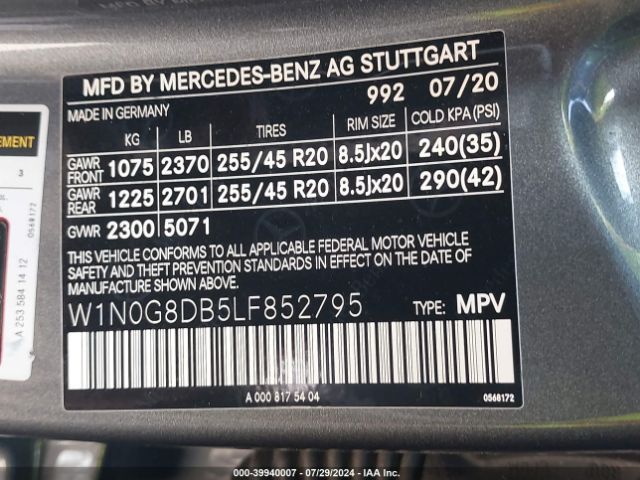 MFD BY MERCEDES-BENZ AG STUTTGART
MADE IN GERMANY
992 07/20
KG LB TIRES RIM SIZE COLD KPA (PSI)
GAWR FRONT 1075 2370 255/45 R20 8.5Jx20 240(35)
GAWR REAR 1225 2701 255/45 R20 8.5Jx20 290(42)
GVWR 2300 5071
THIS VEHICLE CONFORMS TO ALL APPLICABLE FEDERAL MOTOR VEHICLE
SAFETY AND THEFT PREVENTION STANDARDS IN EFFECT ON THE DATE OF
MANUFACTURE SHOWN ABOVE.
W1N0G8DB5LF852795
TYPE: MPV
A 000 817 54 04
0568172
EMENT
3
0568172
A 253 584 14 12
000-39940007 - 07/29/2024 - IAA Inc.